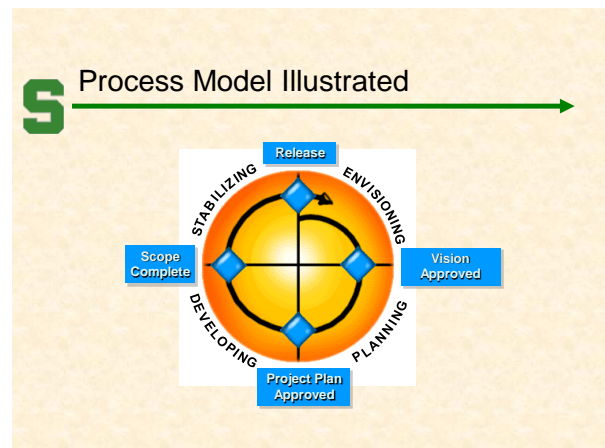 Process Model Illustrated
S
Release
STABILIZING
ENVISIONING
Scope
Complete
Vision
Approved
DEVELOPING
PLANNING
Project Plan
Approved